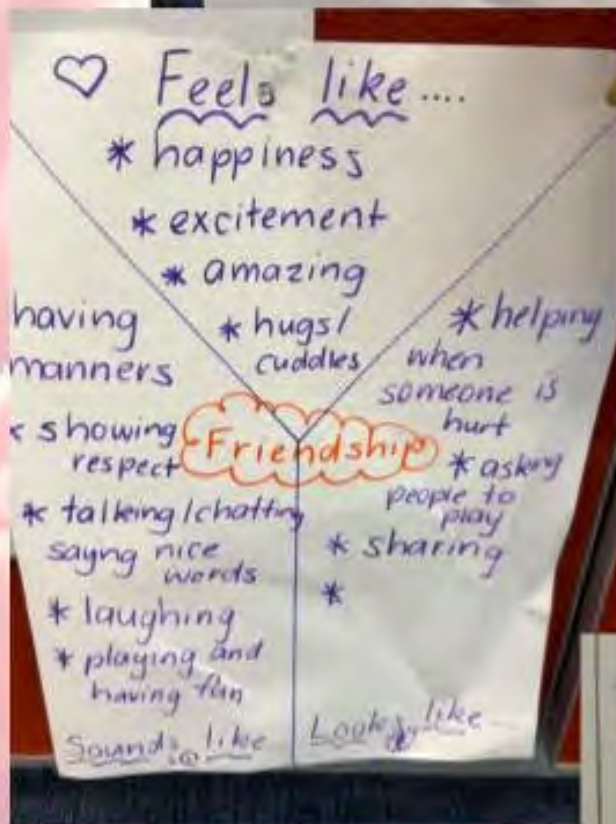 ♡ Feels like....
* happiness
* excitement
* amazing
* hugs/
cuddles
having
manners
* showing
respect
* talking/chatting
sayng nice
words
* laughing
* playing and
having fun
Sounds like
Friendship
* helping
when
someone is
hurt
* asking
people to
play
* sharing
*
Looks like...